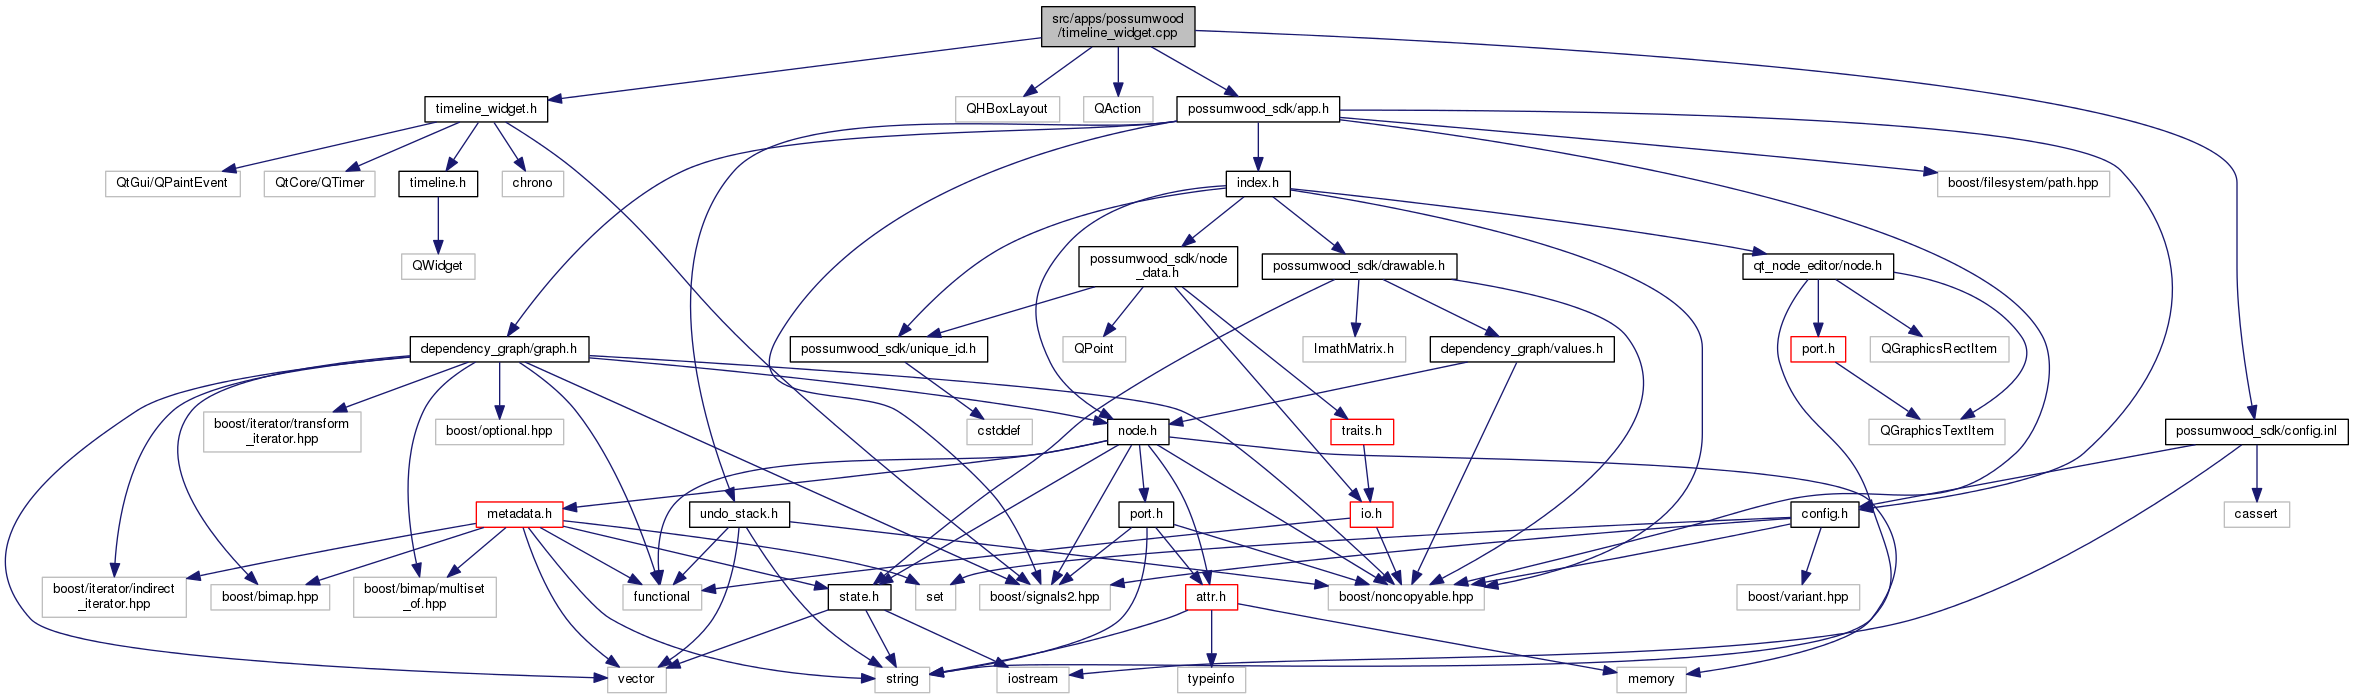 src/apps/possumwood
/timeline_widget.cpp
timeline_widget.h
QHBoxLayout
QAction
possumwood_sdk/app.h
QtGui/QPaintEvent
QtCore/QTimer
timeline.h
chrono
index.h
boost/filesystem/path.hpp
QWidget
possumwood_sdk/node
_data.h
possumwood_sdk/drawable.h
qt_node_editor/node.h
dependency_graph/graph.h
possumwood_sdk/unique_id.h
QPoint
ImathMatrix.h
dependency_graph/values.h
port.h
QGraphicsRectItem
boost/iterator/transform
_iterator.hpp
boost/optional.hpp
cstddef
node.h
traits.h
QGraphicsTextItem
possumwood_sdk/config.inl
metadata.h
undo_stack.h
port.h
io.h
config.h
cassert
boost/iterator/indirect
_iterator.hpp
boost/bimap.hpp
boost/bimap/multiset
_of.hpp
functional
state.h
set
boost/signals2.hpp
attr.h
boost/noncopyable.hpp
boost/variant.hpp
vector
string
iostream
typeinfo
memory